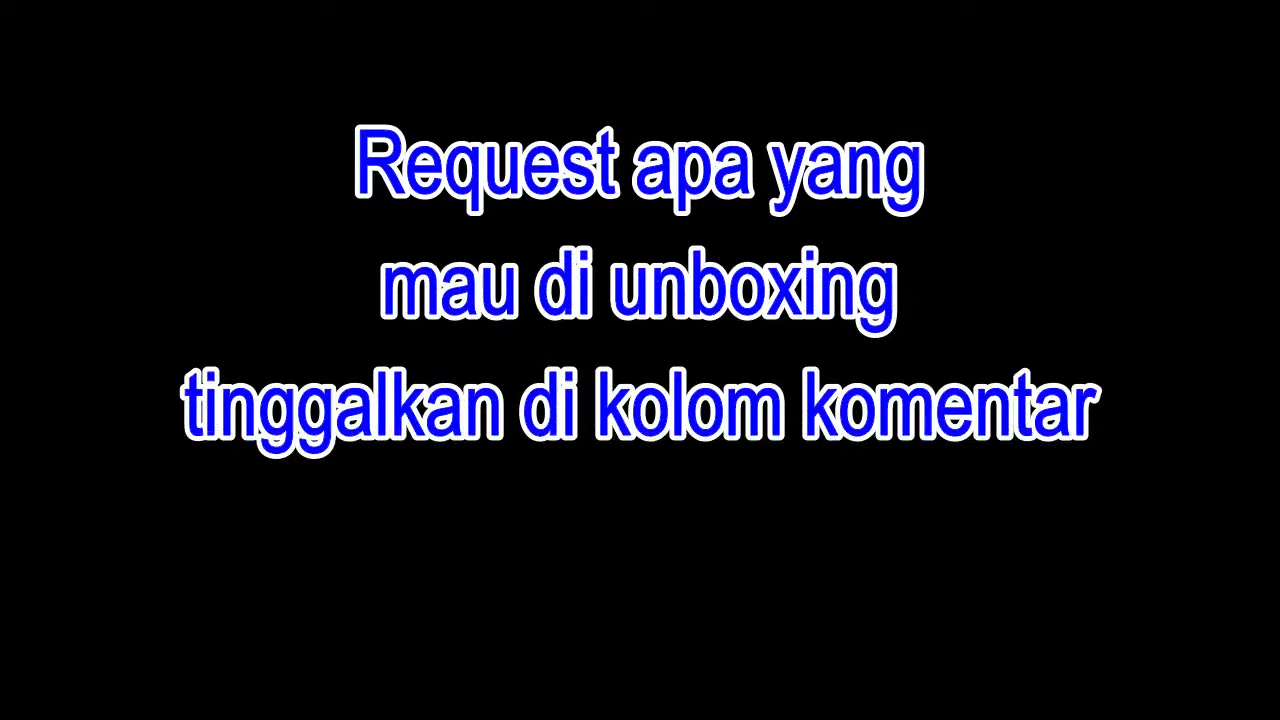 Request apa yang
mau di unboxing
tinggalkan di kolom komentar